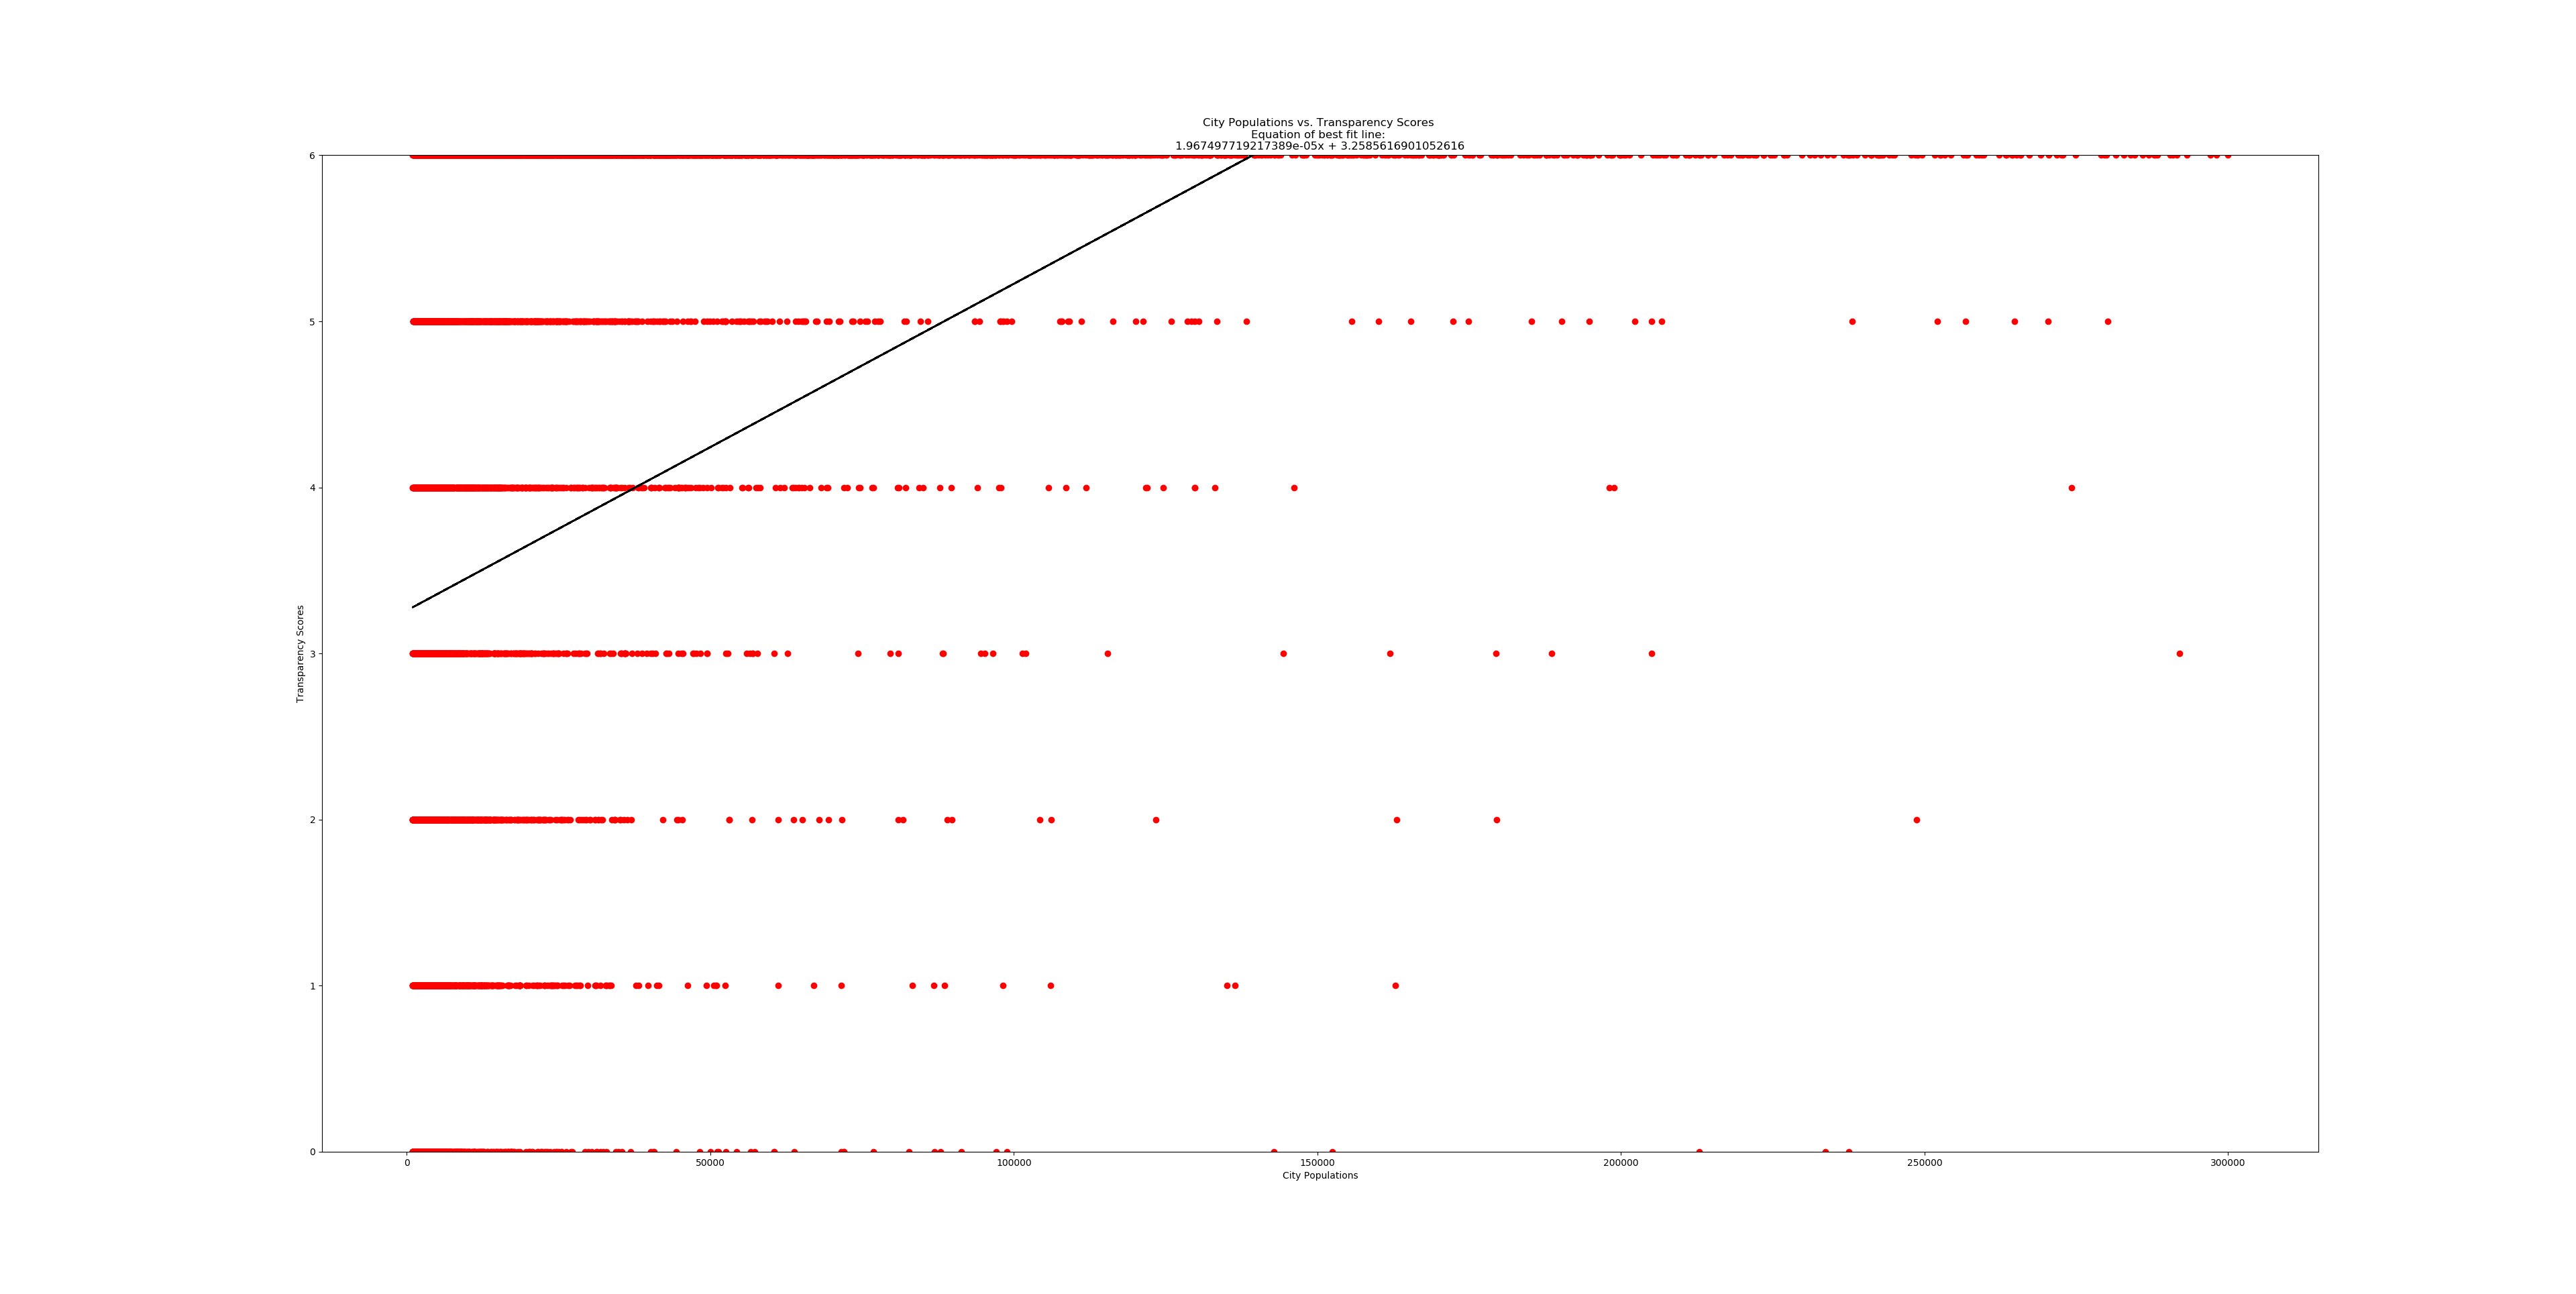 City Populations vs. Transparency Scores
Equation of best fit line:
1.967497719217389e-05x + 3.2585616901052616
6
5
4
3
2
1
0
Transparency Scores
0 50000 100000 150000 200000 250000 300000
City Populations